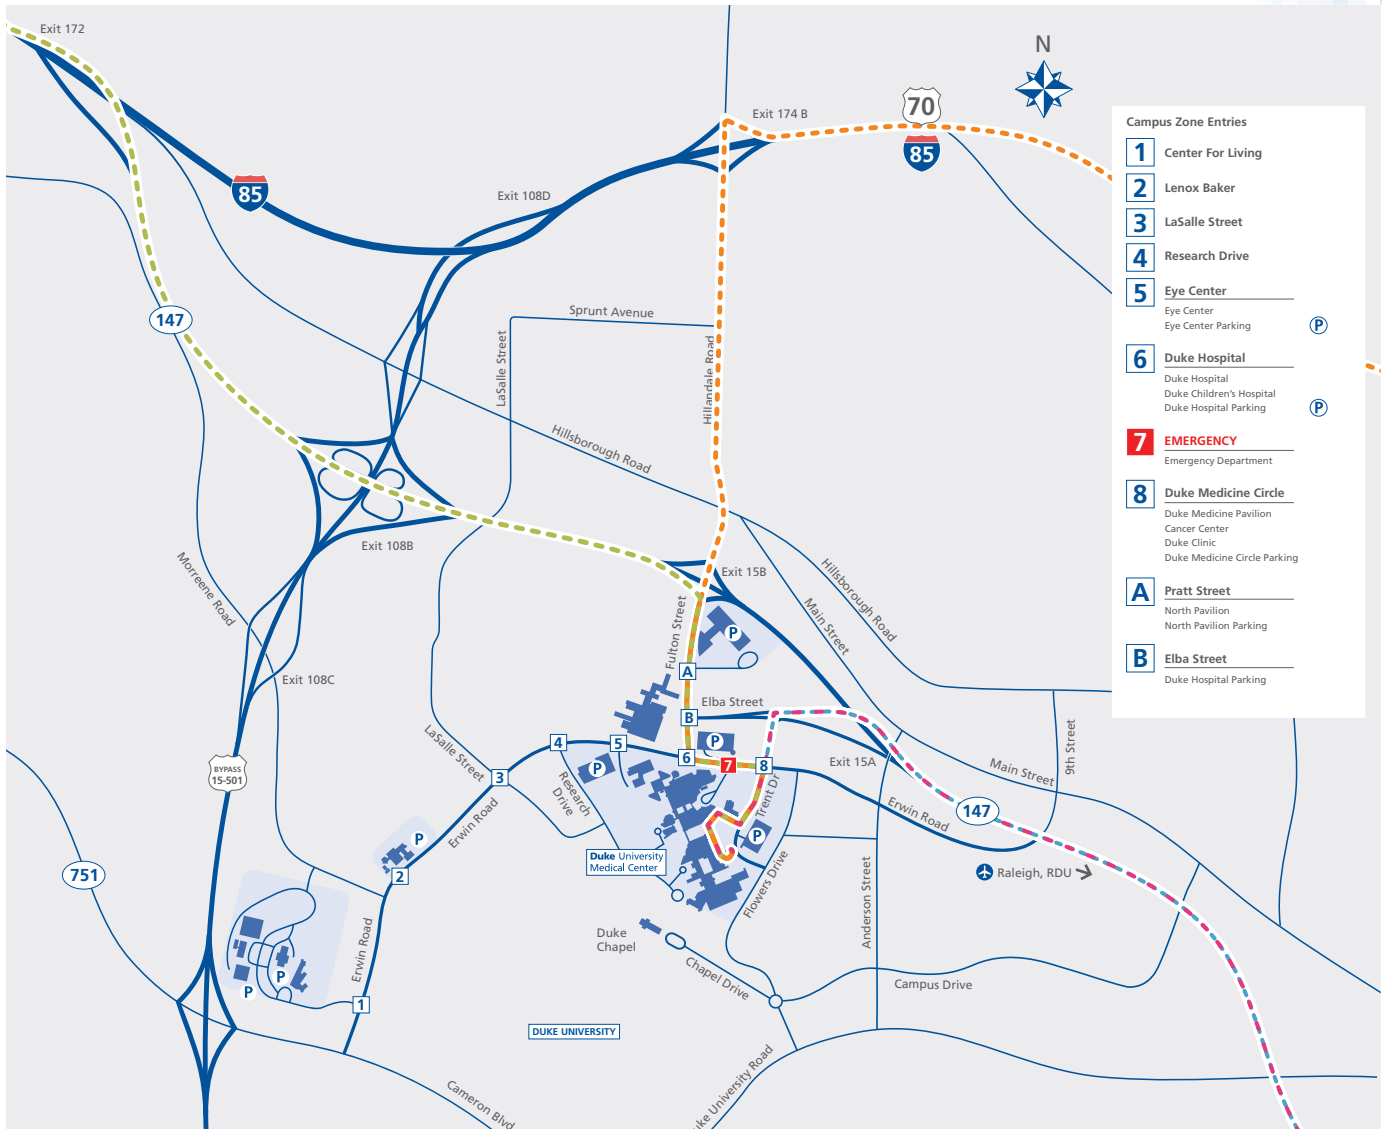 Exit 172
N
Exit 174 B
70
85
Campus Zone Entries
1 Center For Living
2 Lenox Baker
3 LaSalle Street
4 Research Drive
5 Eye Center
Eye Center
Eye Center Parking P
6 Duke Hospital
Duke Hospital
Duke Children's Hospital
Duke Hospital Parking P
7 EMERGENCY
Emergency Department
8 Duke Medicine Circle
Duke Medicine Pavilion
Cancer Center
Duke Clinic
Duke Medicine Circle Parking
A Pratt Street
North Pavilion
North Pavilion Parking
B Elba Street
Duke Hospital Parking
85
Exit 108D
147
Sprunt Avenue
LaSalle Street
Hillandale Road
Hillsborough Road
Exit 108B
Morreene Road
Exit 15B
Hillsborough Road
Main Street
Fulton Street
P
A
Exit 108C
Elba Street
B
LaSalle Street
4
5
P
6
7
8
Exit 15A
9th Street
Main Street
BYPASS
15-501
3
P
Research
Drive
Trent Dr
Erwin Road
147
Erwin Road
P
P
Duke University
Medical Center
2
751
Raleigh, RDU
Flowers Drive
Anderson Street
Duke
Chapel
Erwin Road
Chapel Drive
Campus Drive
P
P
1
DUKE UNIVERSITY
Cameron Blvd
uke University Road